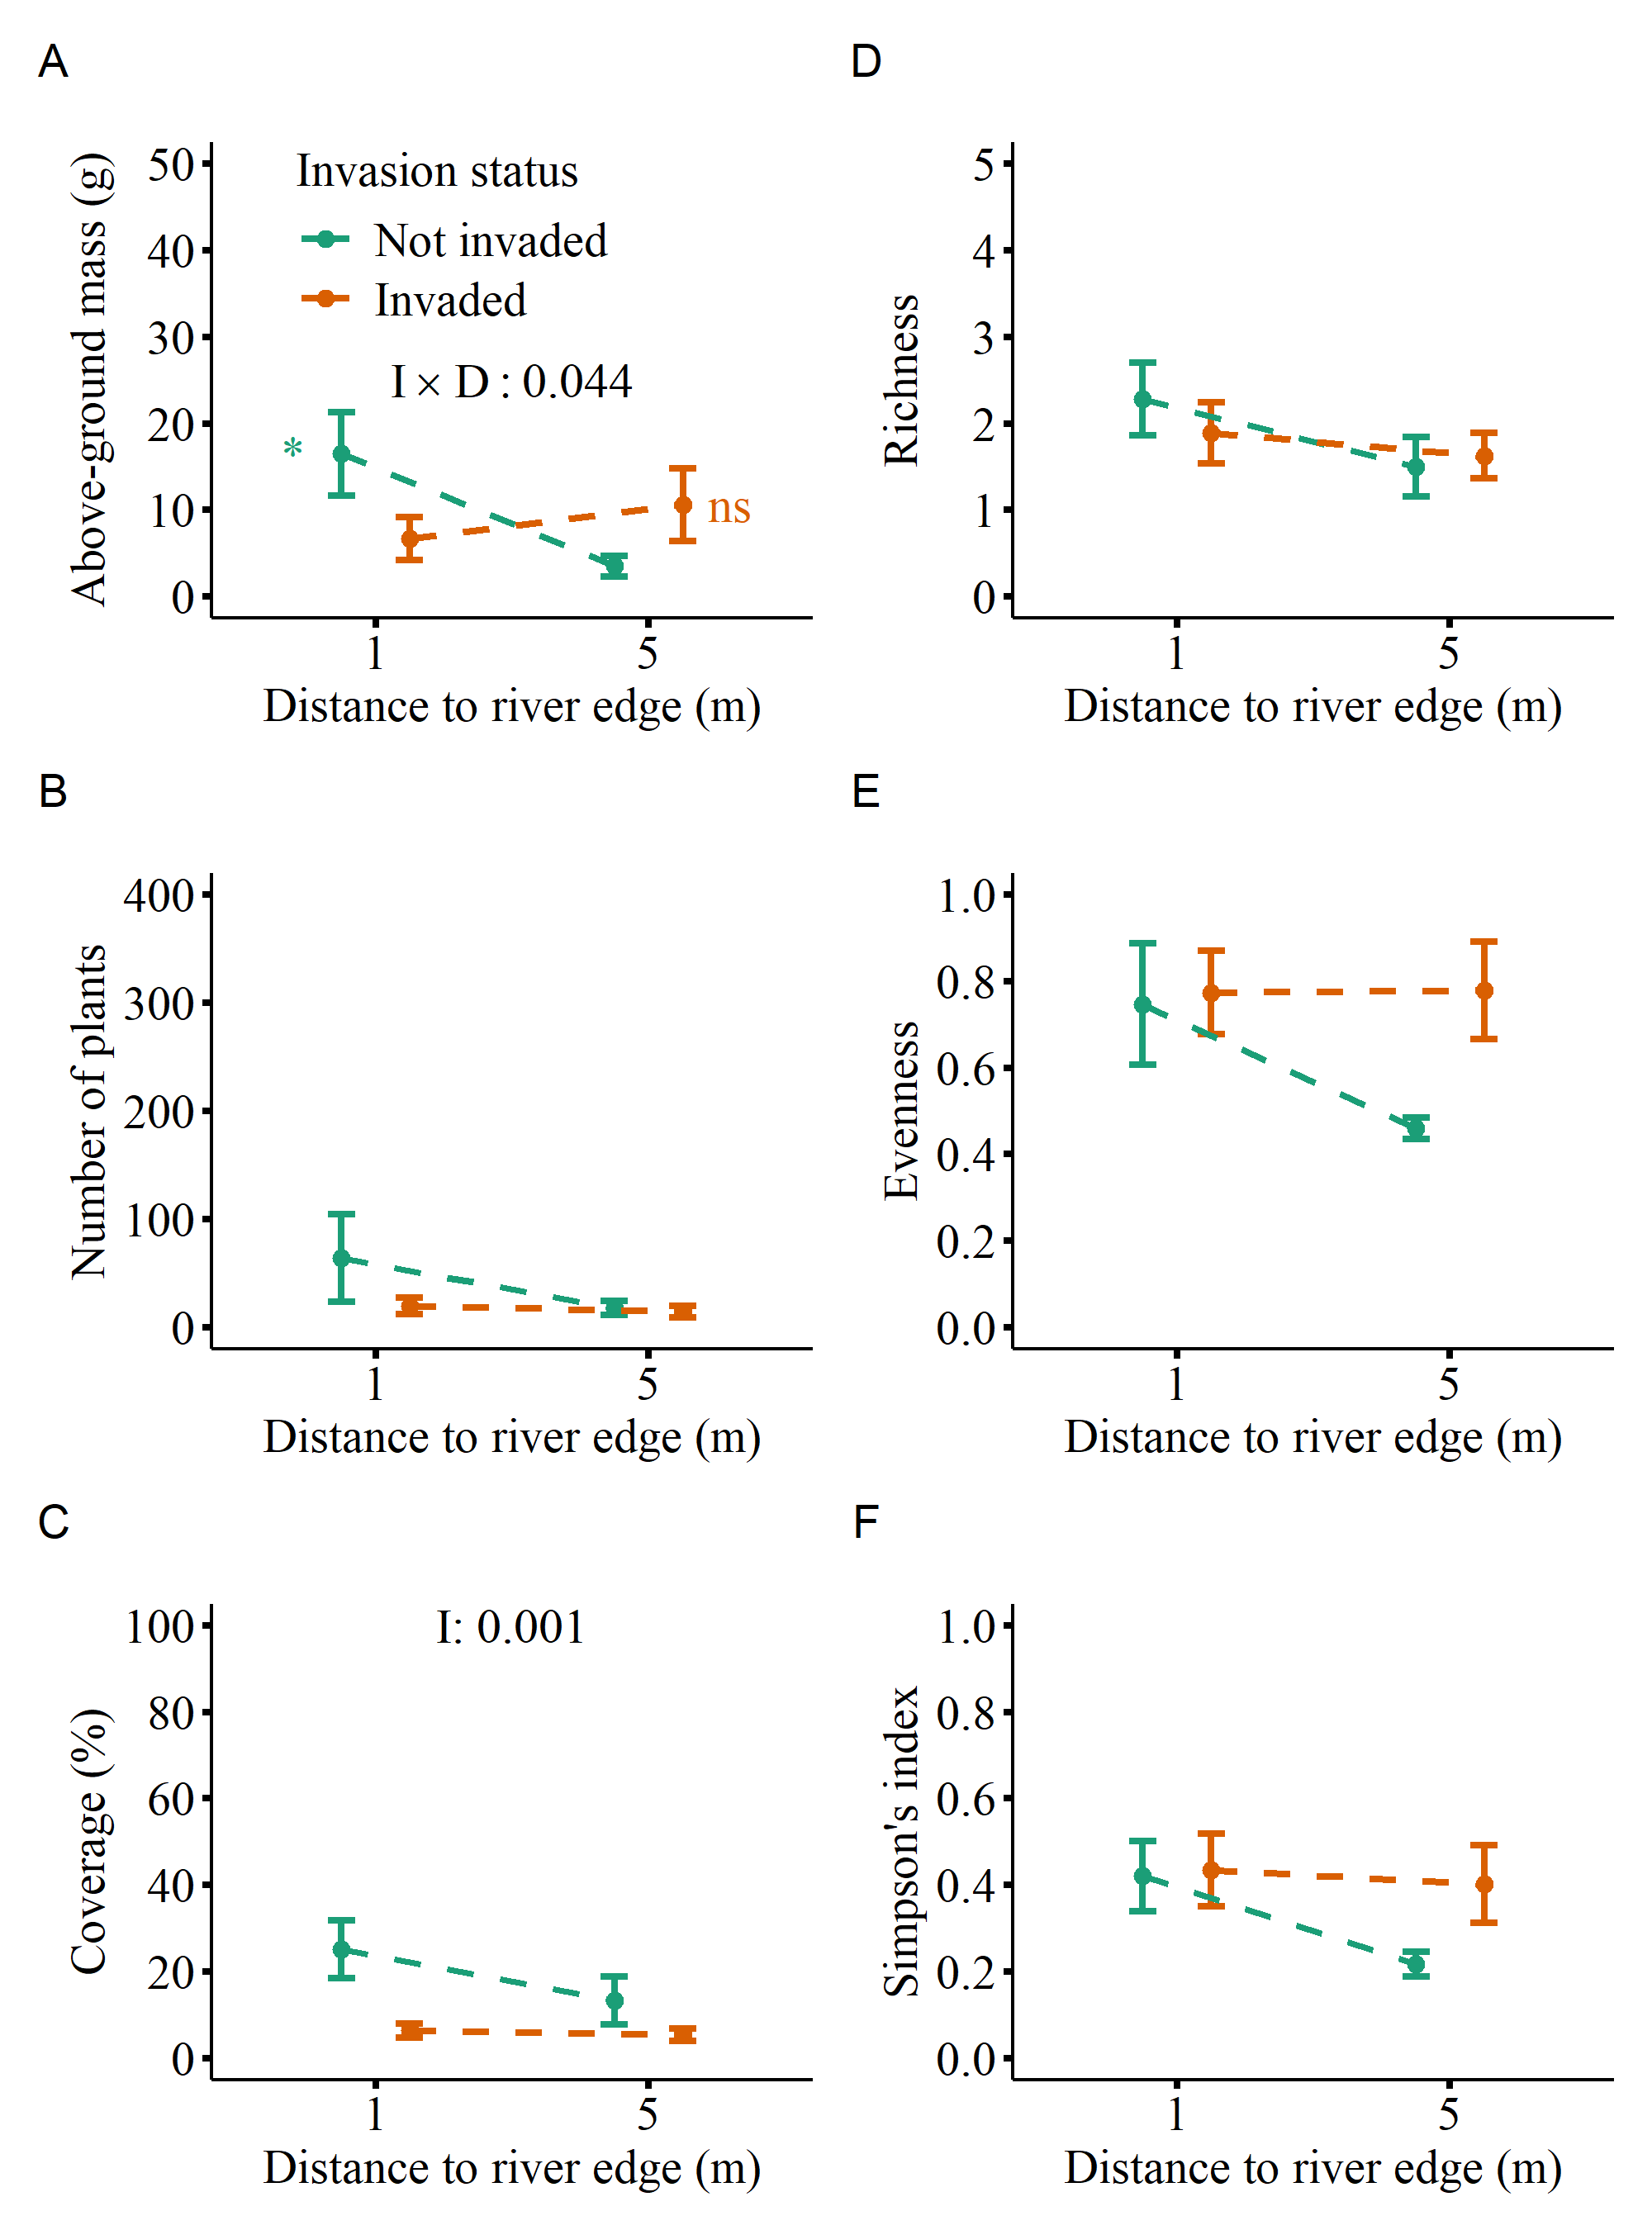 A
Above-ground mass (g)
50
40
30
20
10
0
Invasion status
Not invaded
Invaded
I × D : 0.044
*
ns
1
5
Distance to river edge (m)
D
Richness
5
4
3
2
1
0
1
5
Distance to river edge (m)
B
Number of plants
400
300
200
100
0
1
5
Distance to river edge (m)
E
Evenness
1.0
0.8
0.6
0.4
0.2
0.0
1
5
Distance to river edge (m)
C
Coverage (%)
100
80
60
40
20
0
I: 0.001
1
5
Distance to river edge (m)
F
Simpson's index
1.0
0.8
0.6
0.4
0.2
0.0
1
5
Distance to river edge (m)